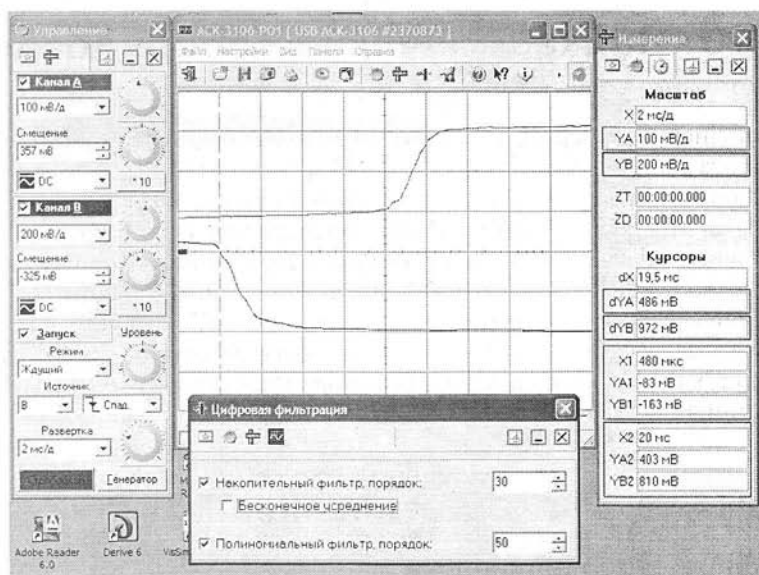 Управление
АСК-3106-PO1 [ USB АСК-3106 #2370873 ]
Файл Настройки Вид Панели Справка
Канал A
100 мВ/д
Смещение
357 мВ
DC
* 10
Канал B
200 мВ/д
Смещение
-325 мВ
DC
* 10
Запуск
Уровень
Режим
Ждущий
Источник
B
Спад
Развертка
2 мс/д
Генератор
Измерение
Масштаб
X 2 мс/д
YA 100 мВ/д
YB 200 мВ/д
ZT 00:00:00.000
ZD 00:00:00.000
Курсоры
dX 19,5 мс
dYA 486 мВ
dYB 972 мВ
X1 480 мкс
YA1 -83 мВ
YB1 -163 мВ
X2 20 мс
YA2 403 мВ
YB2 810 мВ
Цифровая фильтрация
Накопительный фильтр, порядок: 30
Бесконечное усреднение
Полиномиальный фильтр, порядок: 50
Adobe Reader
6.0
Derive 6